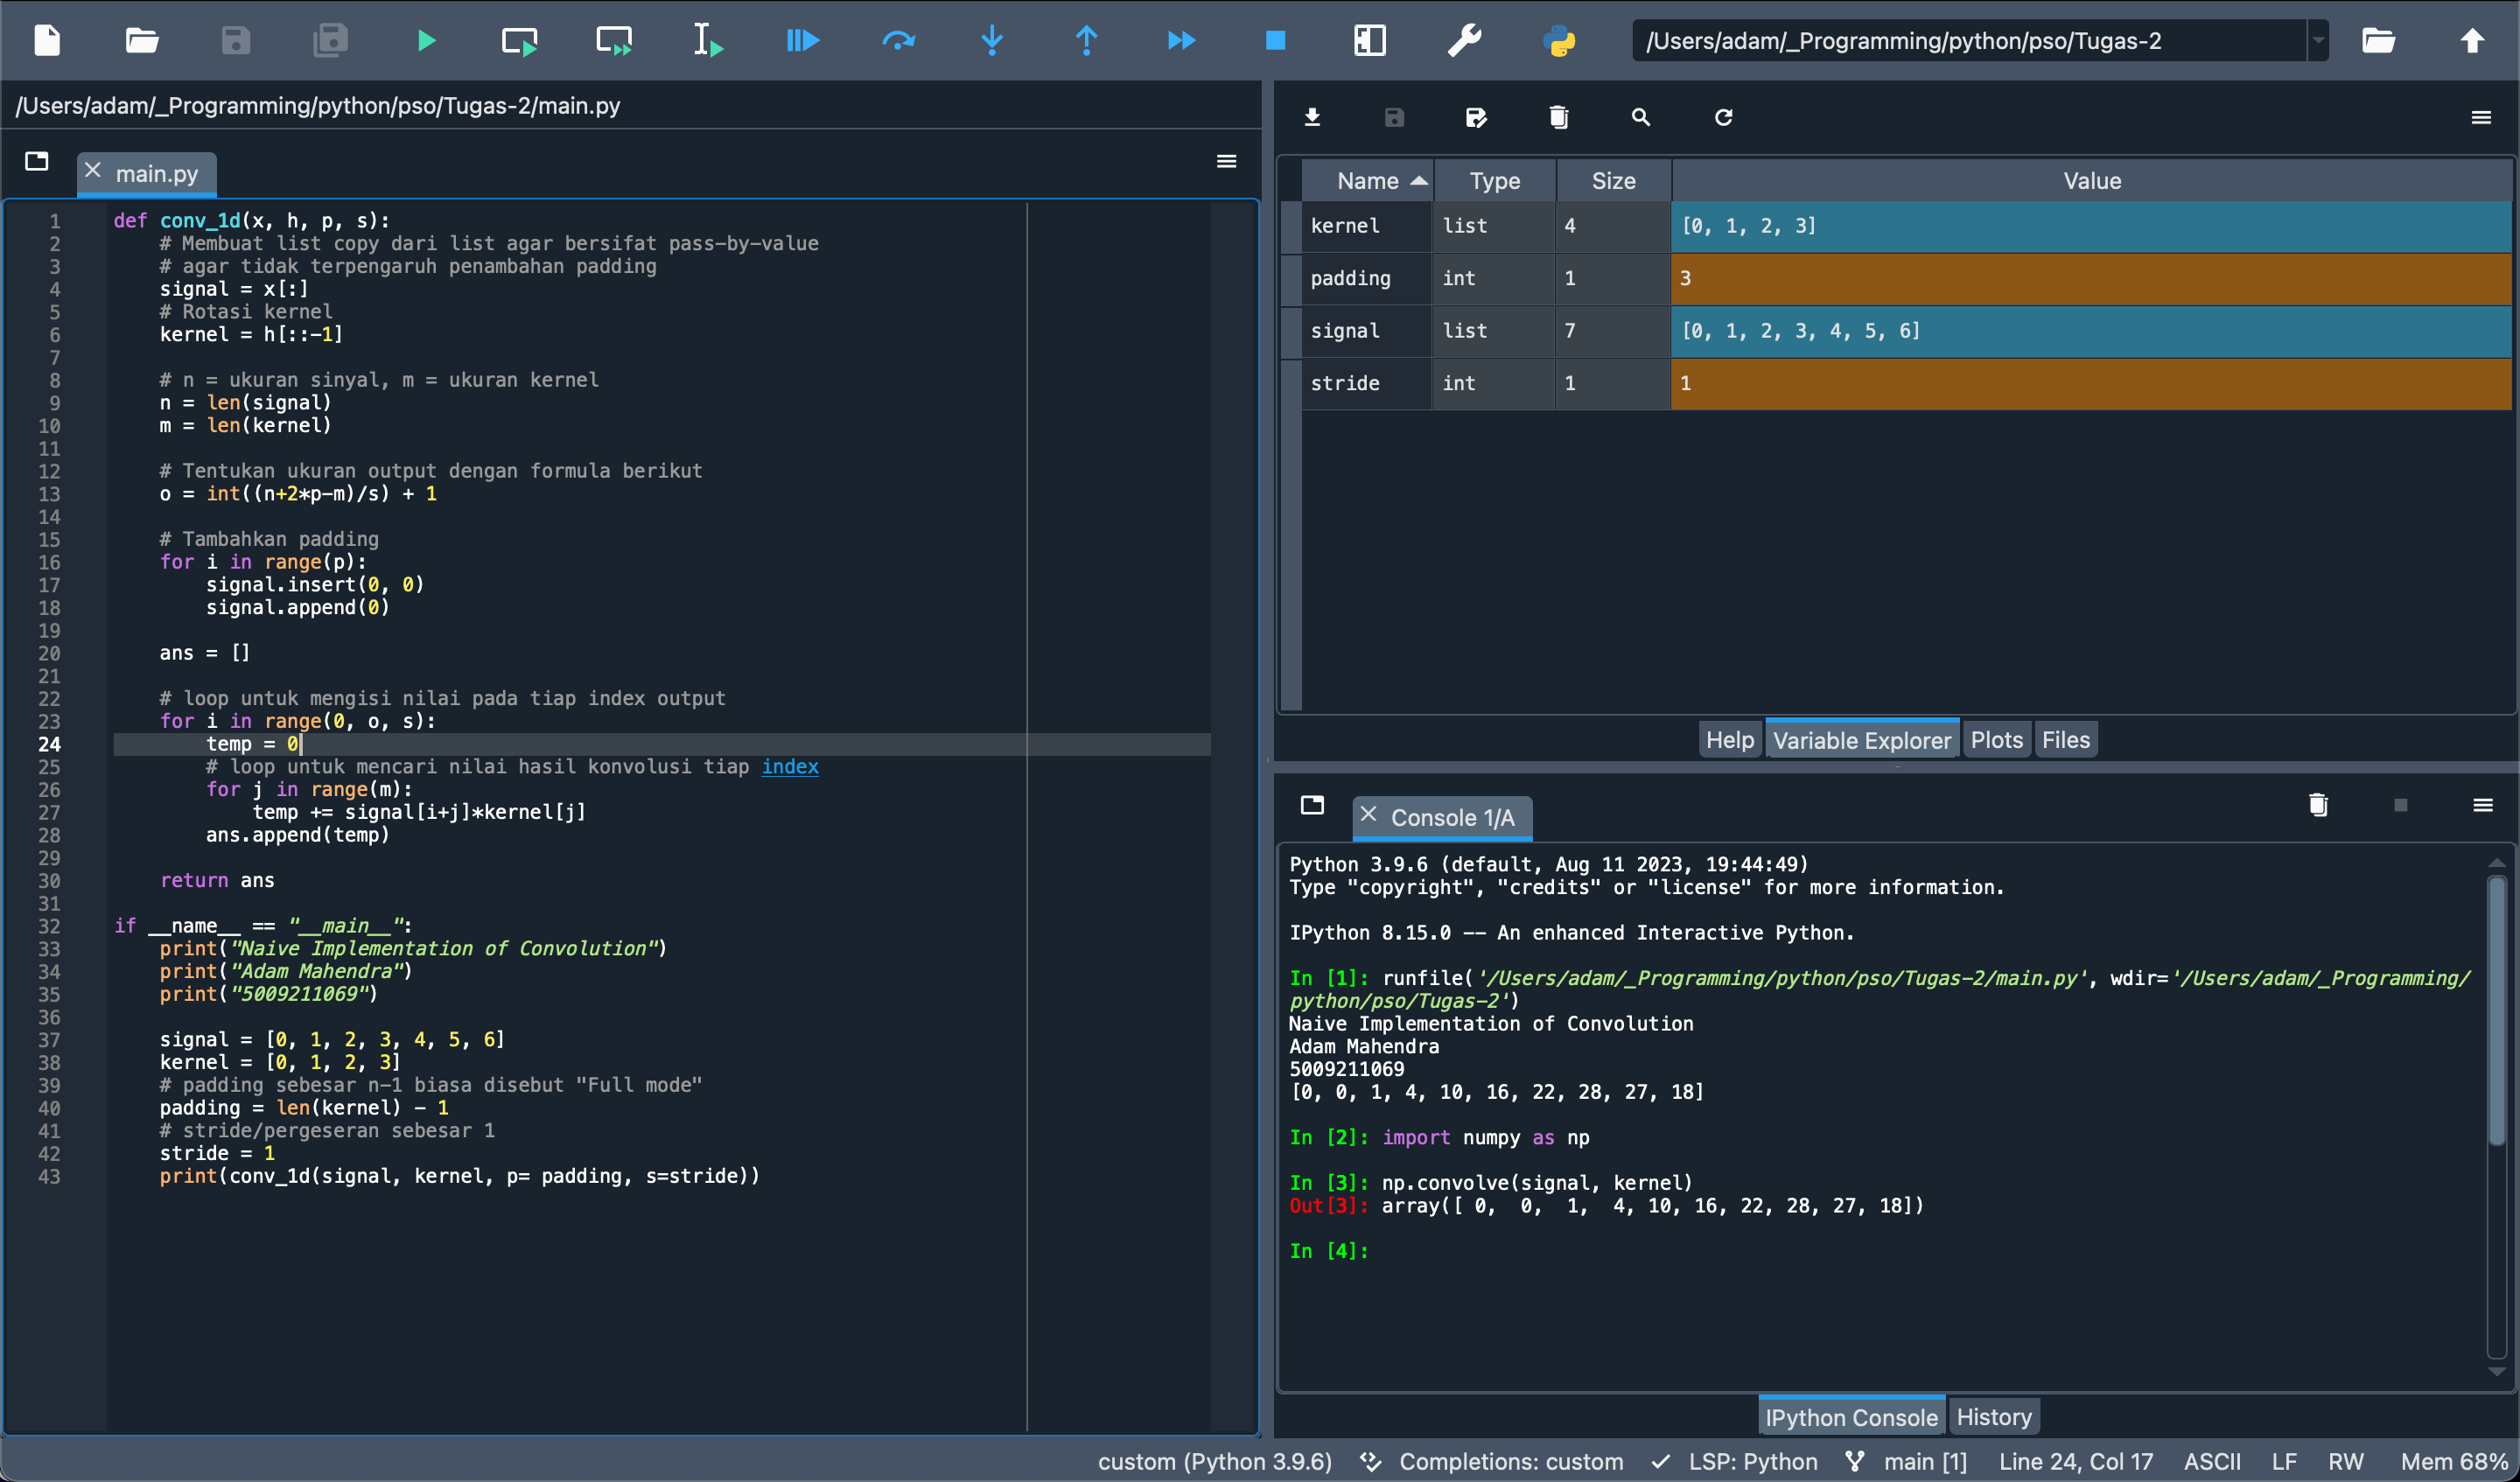 /Users/adam/_Programming/python/pso/Tugas-2
/Users/adam/_Programming/python/pso/Tugas-2/main.py
main.py
1 def conv_1d(x, h, p, s):
2     # Membuat list copy dari list agar bersifat pass-by-value
3     # agar tidak terpengaruh penambahan padding
4     signal = x[:]
5     # Rotasi kernel
6     kernel = h[::-1]
7
8     # n = ukuran sinyal, m = ukuran kernel
9     n = len(signal)
10     m = len(kernel)
11
12     # Tentukan ukuran output dengan formula berikut
13     o = int((n+2*p-m)/s) + 1
14
15     # Tambahkan padding
16     for i in range(p):
17         signal.insert(0, 0)
18         signal.append(0)
19
20     ans = []
21
22     # loop untuk mengisi nilai pada tiap index output
23     for i in range(0, o, s):
24         temp = 0
25         # loop untuk mencari nilai hasil konvolusi tiap index
26         for j in range(m):
27             temp += signal[i+j]*kernel[j]
28         ans.append(temp)
29
30     return ans
31
32 if __name__ == "__main__":
33     print("Naive Implementation of Convolution")
34     print("Adam Mahendra")
35     print("5009211069")
36
37     signal = [0, 1, 2, 3, 4, 5, 6]
38     kernel = [0, 1, 2, 3]
39     # padding sebesar n-1 biasa disebut "Full mode"
40     padding = len(kernel) - 1
41     # stride/pergeseran sebesar 1
42     stride = 1
43     print(conv_1d(signal, kernel, p= padding, s=stride))
Name Type Size Value
kernel list 4 [0, 1, 2, 3]
padding int 1 3
signal list 7 [0, 1, 2, 3, 4, 5, 6]
stride int 1 1
Help Variable Explorer Plots Files
Console 1/A
Python 3.9.6 (default, Aug 11 2023, 19:44:49)
Type "copyright", "credits" or "license" for more information.
IPython 8.15.0 -- An enhanced Interactive Python.
In [1]: runfile('/Users/adam/_Programming/python/pso/Tugas-2/main.py', wdir='/Users/adam/_Programming/
python/pso/Tugas-2')
Naive Implementation of Convolution
Adam Mahendra
5009211069
[0, 0, 1, 4, 10, 16, 22, 28, 27, 18]
In [2]: import numpy as np
In [3]: np.convolve(signal, kernel)
Out[3]: array([ 0,  0,  1,  4, 10, 16, 22, 28, 27, 18])
In [4]:
IPython Console History
custom (Python 3.9.6) Completions: custom LSP: Python main [1] Line 24, Col 17 ASCII LF RW Mem 68%